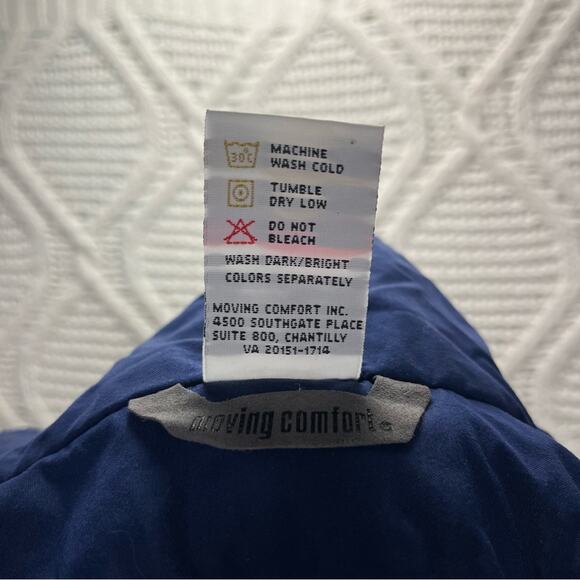 30C MACHINE
WASH COLD
TUMBLE
DRY LOW
DO NOT
BLEACH
WASH DARK/BRIGHT
COLORS SEPARATELY
MOVING COMFORT INC.
4500 SOUTHGATE PLACE
SUITE 800, CHANTILLY
VA 20151-1714
moving comfort